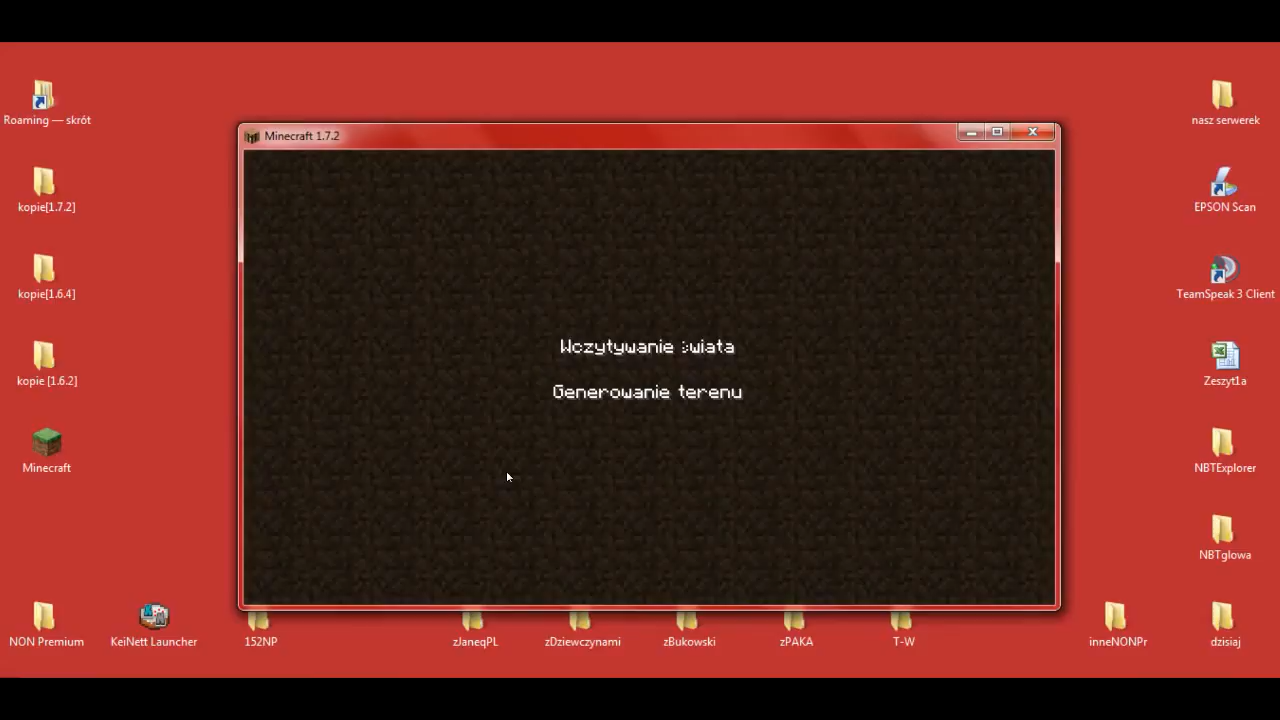 Roaming — skrót
kopie[1.7.2]
kopie[1.6.4]
kopie [1.6.2]
Minecraft
NON Premium
KeiNett Launcher
Minecraft 1.7.2
Wczytywanie świata
Generowanie terenu
152NP
zJaneqPL
zDziewczynami
zBukowski
zPAKA
T-W
inneNONPr
nasz serwerek
EPSON Scan
TeamSpeak 3 Client
Zeszyt1a
NBTExplorer
NBTglowa
dzisiaj